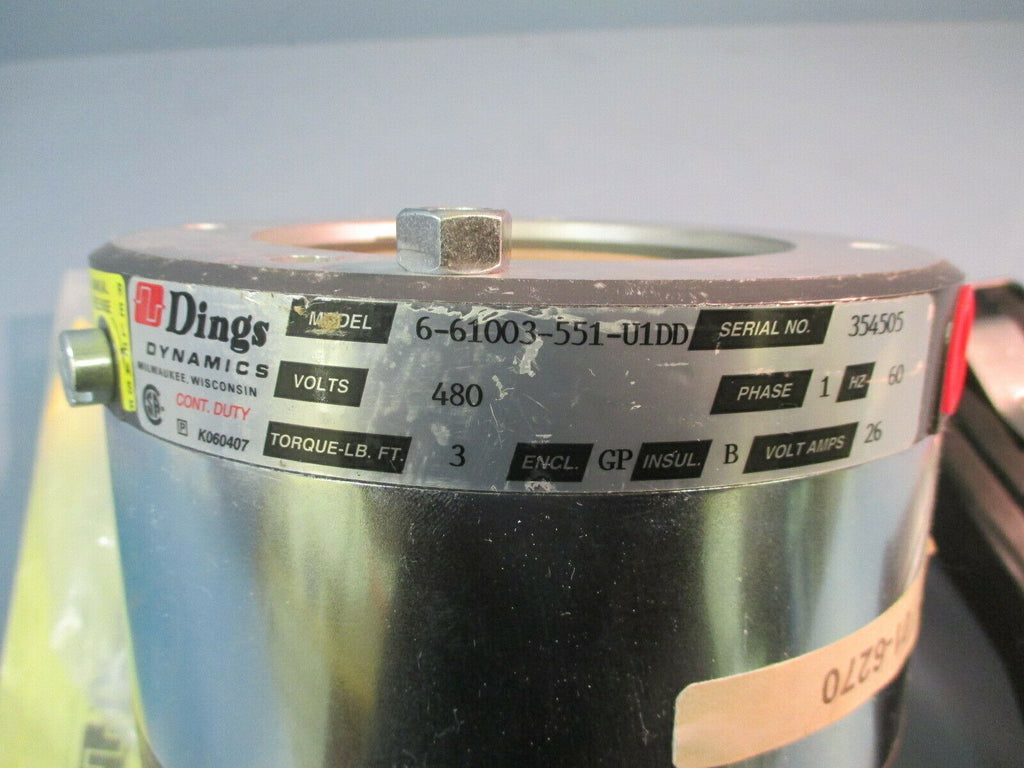 Dings
DYNAMICS
MILWAUKEE, WISCONSIN
CONT. DUTY
K060407
MODEL 6-61003-551-U1DD SERIAL NO. 354505
VOLTS 480 PHASE 1 HZ 60
TORQUE-LB. FT. 3 ENCL. GP INSUL. B VOLT AMPS 26